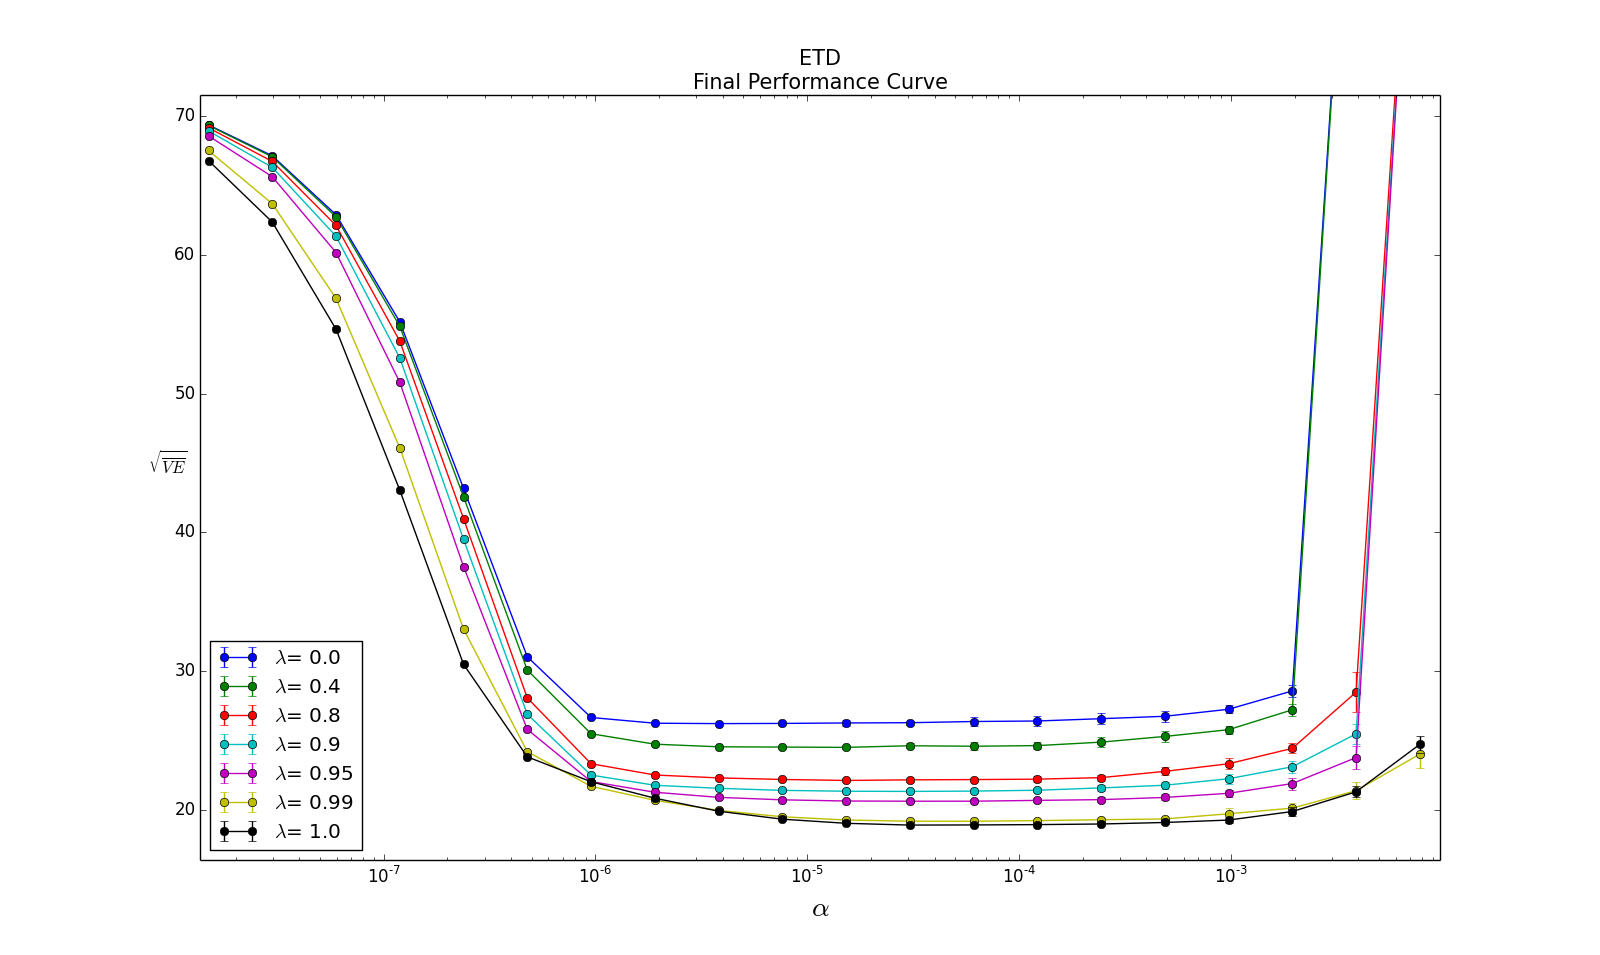 ETD
Final Performance Curve
70
60
50
40
30
20
√VE
λ= 0.0
λ= 0.4
λ= 0.8
λ= 0.9
λ= 0.95
λ= 0.99
λ= 1.0
10⁻⁷ 10⁻⁶ 10⁻⁵ 10⁻⁴ 10⁻³
α